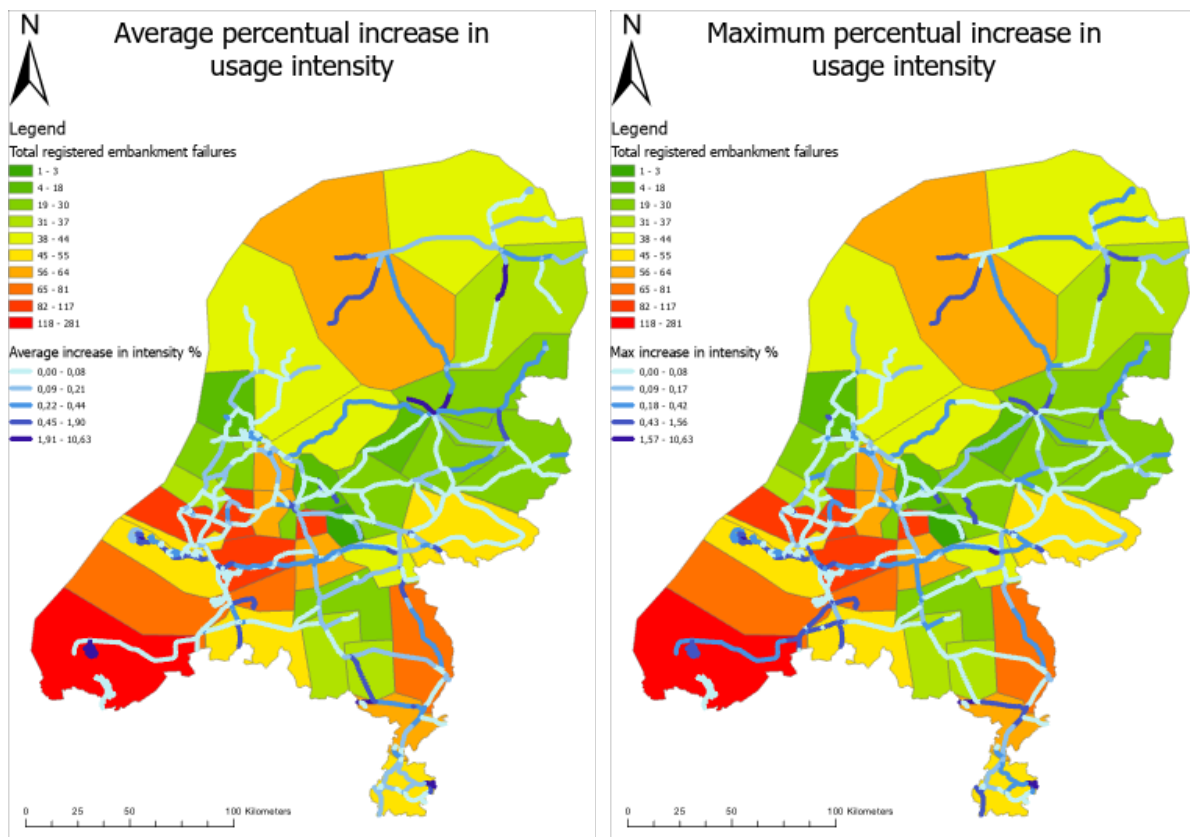 N
Average percentual increase in
usage intensity
Legend
Total registered embankment failures
1 - 3
4 - 18
19 - 30
31 - 37
38 - 44
45 - 55
56 - 64
65 - 81
82 - 117
118 - 281
Average increase in intensity %
0,00 - 0,08
0,09 - 0,21
0,22 - 0,44
0,45 - 1,90
1,91 - 10,63
0 25 50 100 Kilometers
N
Maximum percentual increase in
usage intensity
Legend
Total registered embankment failures
1 - 3
4 - 18
19 - 30
31 - 37
38 - 44
45 - 55
56 - 64
65 - 81
82 - 117
118 - 281
Max increase in intensity %
0,00 - 0,08
0,09 - 0,17
0,18 - 0,42
0,43 - 1,56
1,57 - 10,63
0 25 50 100 Kilometers